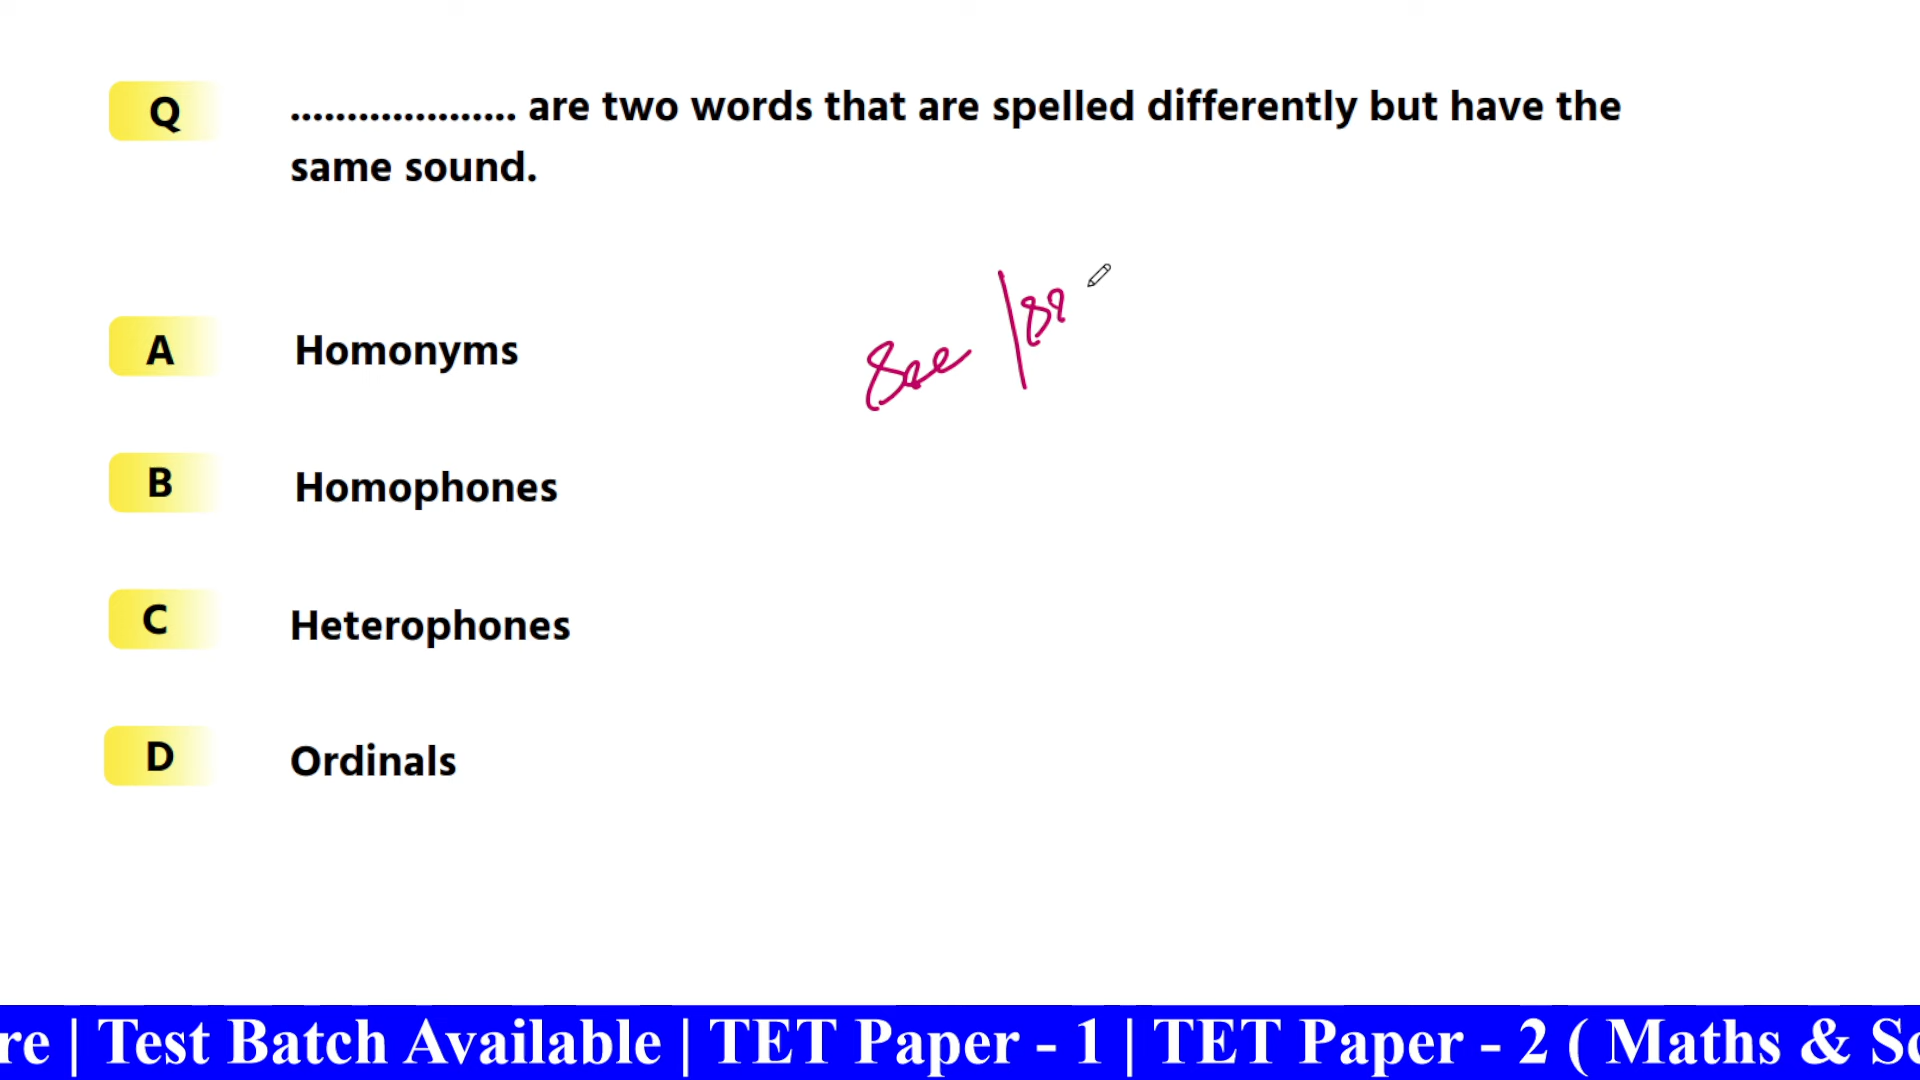 Q .................... are two words that are spelled differently but have the
same sound.
A Homonyms
see
B Homophones
C Heterophones
D Ordinals
re | Test Batch Available | TET Paper - 1 | TET Paper - 2 ( Maths & Sc